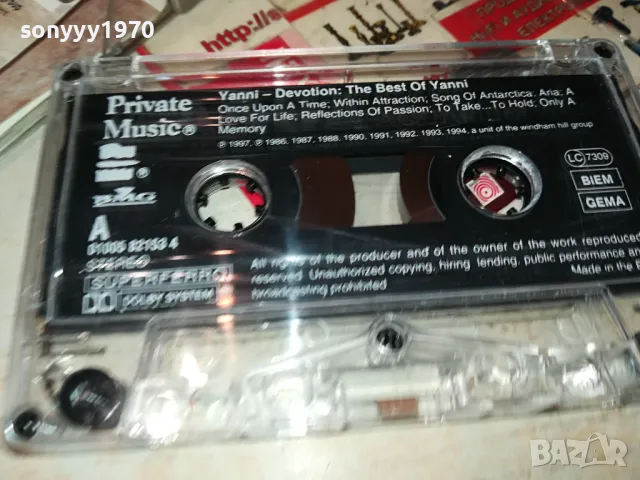 sonyyy1970
Private
Music®
BMG
A
01005 82153 4
STEREO
SUPERFERRO
DOLBY SYSTEM
Yanni – Devotion: The Best Of Yanni
Once Upon A Time; Within Attraction; Song Of Antarctica; Aria; A
Love For Life; Reflections Of Passion; To Take...To Hold; Only A
Memory
℗ 1997, ℗ 1986, 1987, 1988, 1990, 1991, 1992, 1993, 1994, a unit of the windham hill group
LC 7309
BIEM
GEMA
All rights of the producer and of the owner of the work reproduced
reserved. Unauthorized copying, hiring, lending, public performance and
broadcasting prohibited
Made in the
BAZAR
bg